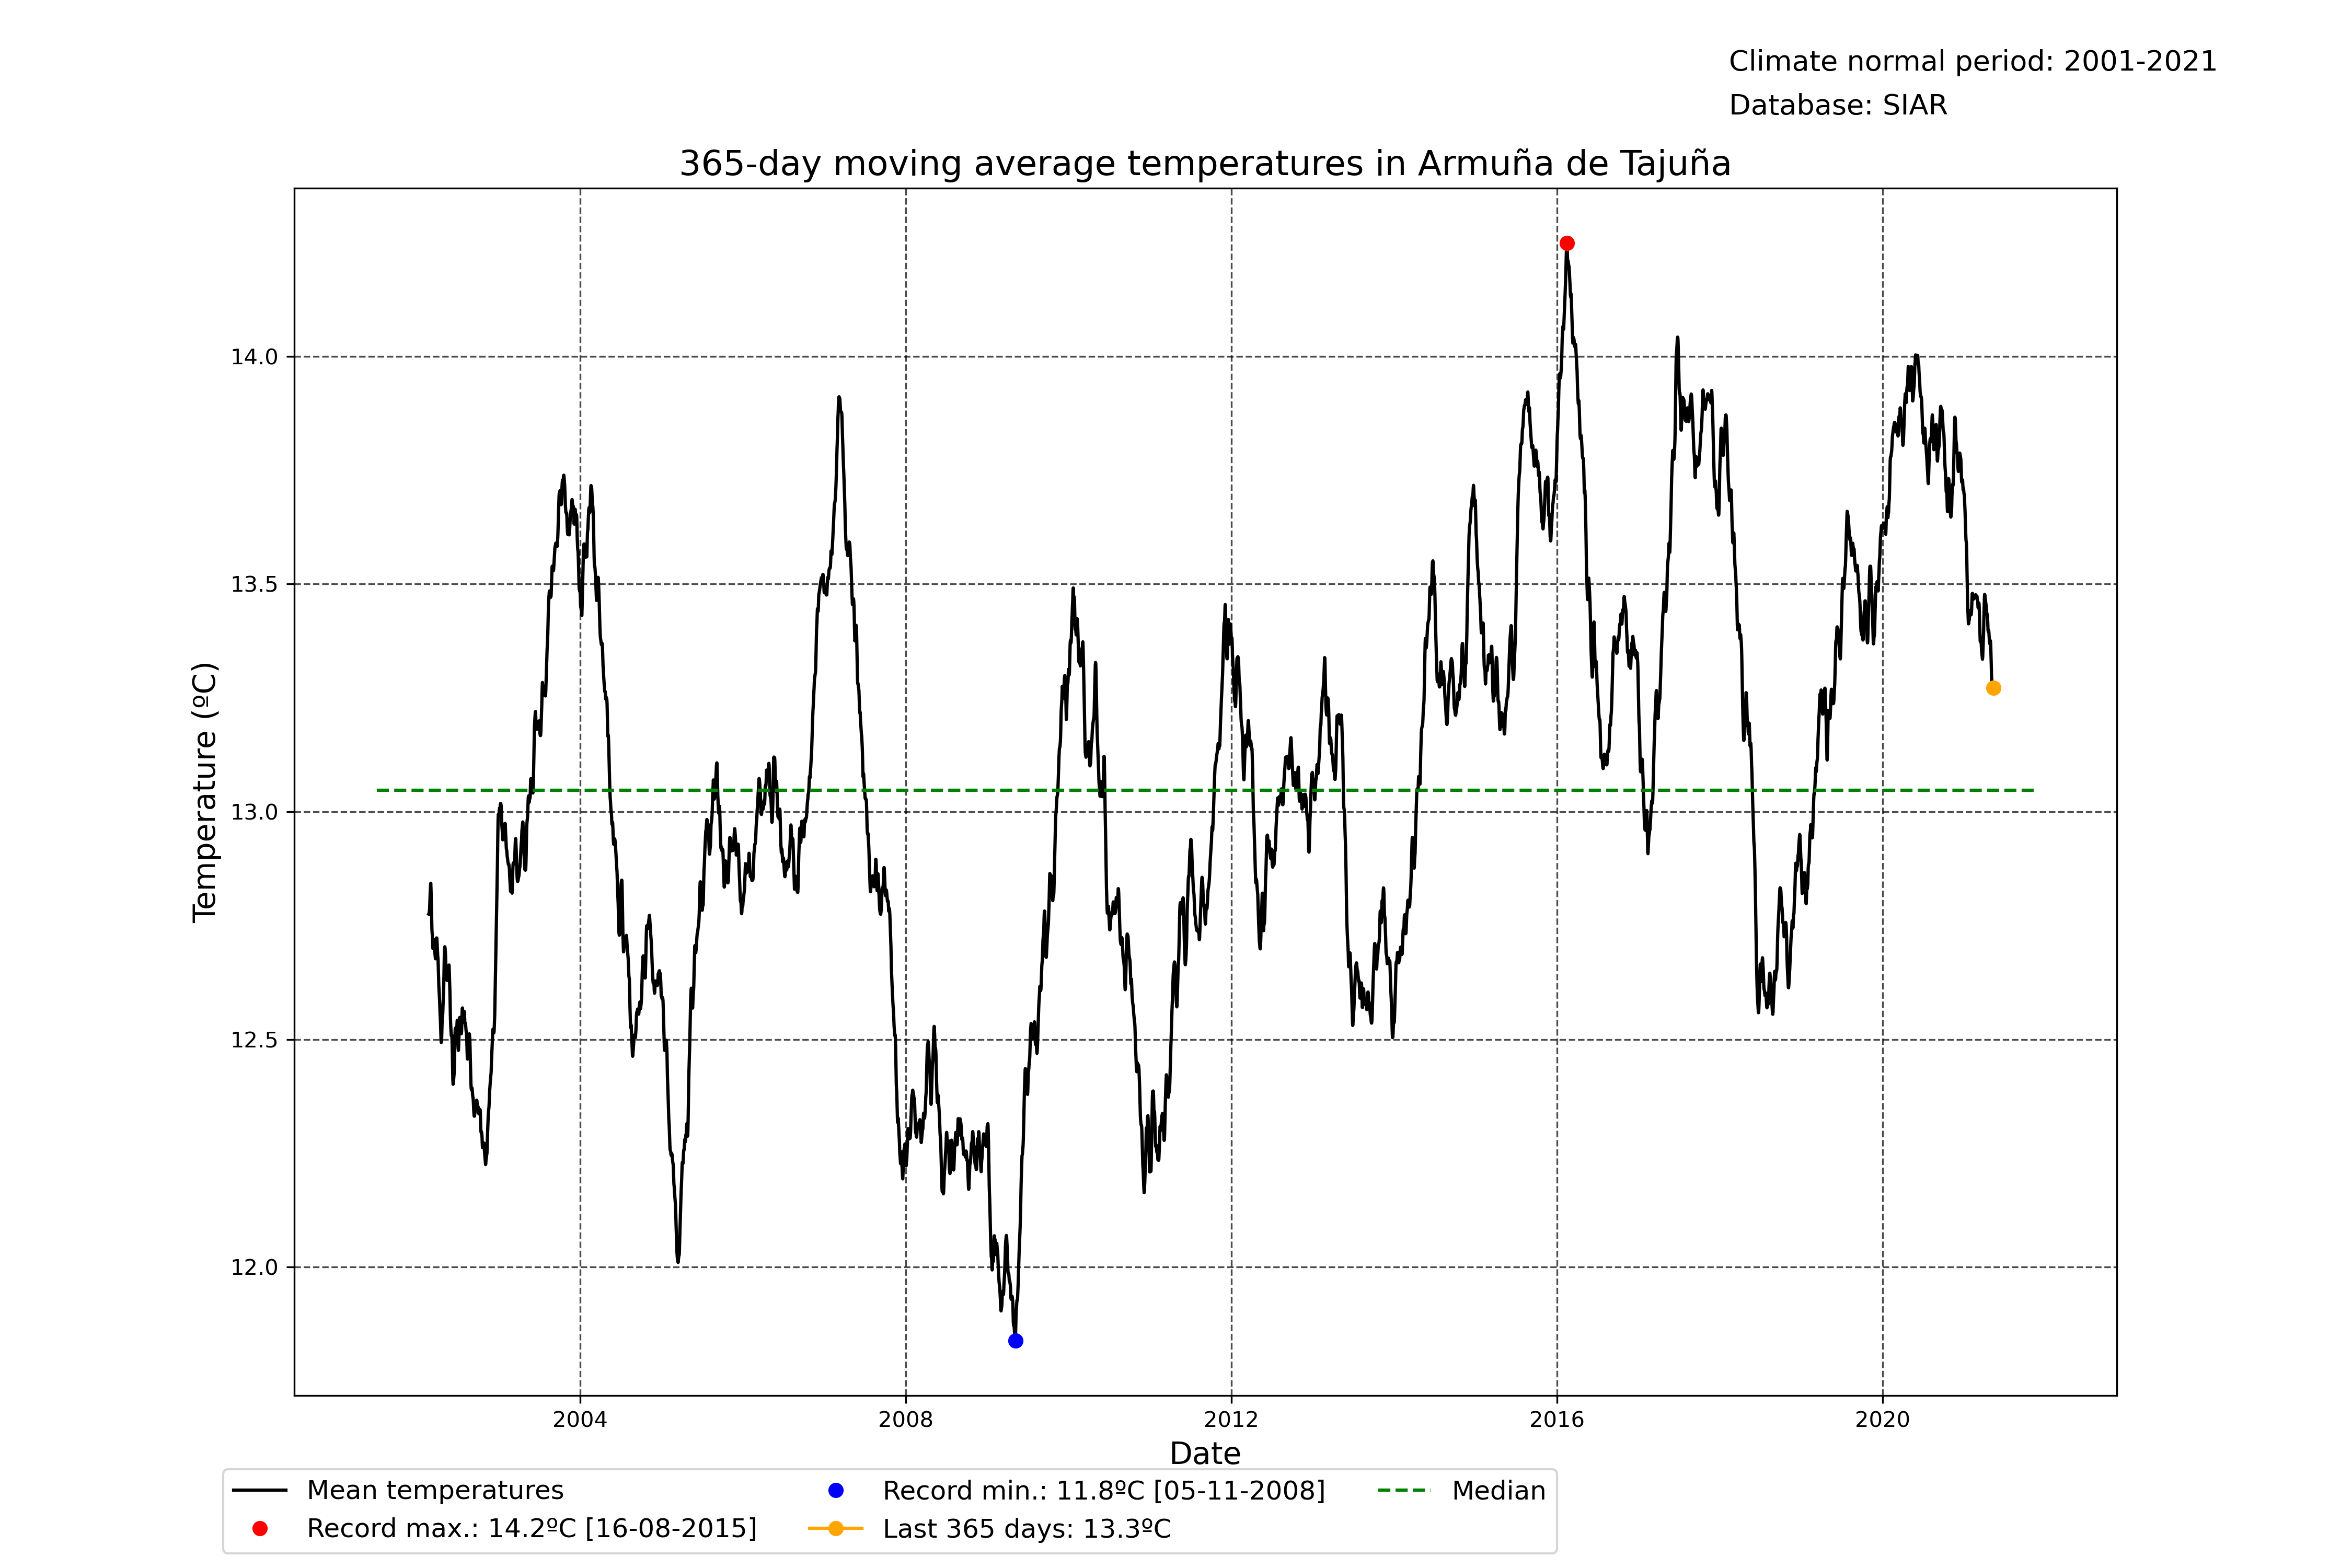 Climate normal period: 2001-2021
Database: SIAR
365-day moving average temperatures in Armuña de Tajuña
Temperature (ºC)
14.0
13.5
13.0
12.5
12.0
2004
2008
2012
2016
2020
Date
Mean temperatures
Record max.: 14.2ºC [16-08-2015]
Record min.: 11.8ºC [05-11-2008]
Last 365 days: 13.3ºC
Median